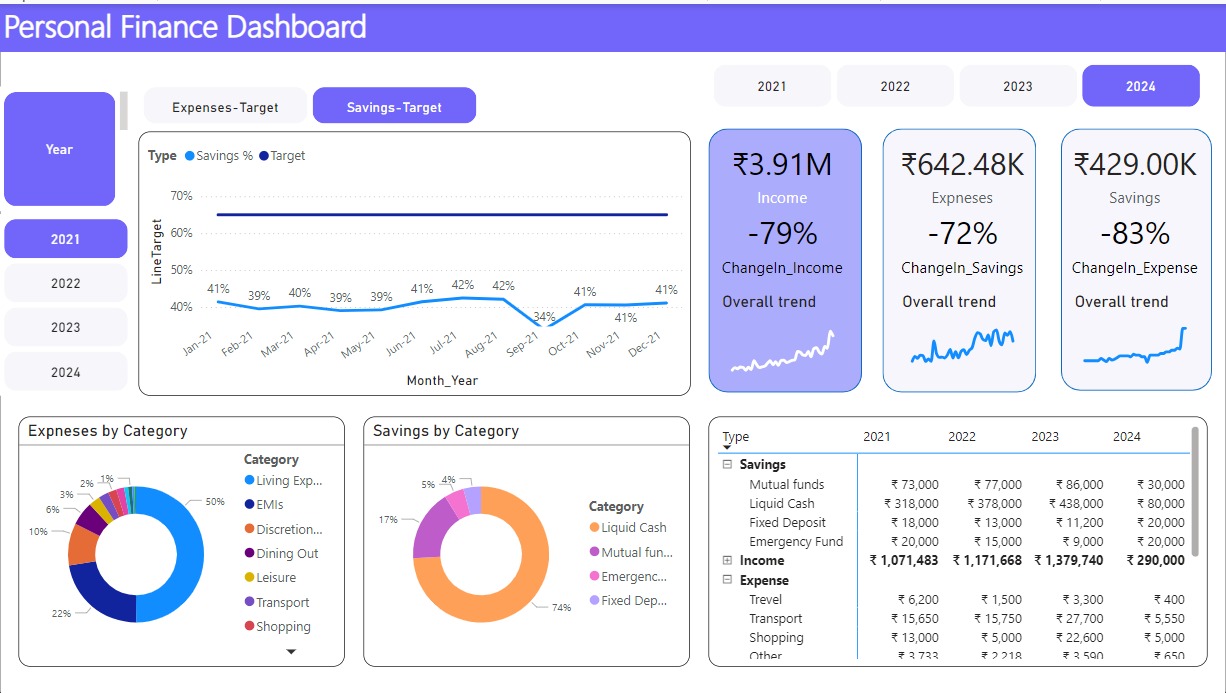 Personal Finance Dashboard
2021 2022 2023 2024
Year
2021
2022
2023
2024
Expenses-Target Savings-Target
Type Savings % Target
LineTarget
70%
60%
50%
40%
41% 39% 40% 39% 39% 41% 42% 42% 34% 41% 41% 41%
Jan-21 Feb-21 Mar-21 Apr-21 May-21 Jun-21 Jul-21 Aug-21 Sep-21 Oct-21 Nov-21 Dec-21
Month_Year
₹3.91M
Income
-79%
ChangeIn_Income
Overall trend
₹642.48K
Expneses
-72%
ChangeIn_Savings
Overall trend
₹429.00K
Savings
-83%
ChangeIn_Expense
Overall trend
Expneses by Category
50%
22%
10%
6%
3%
2%
1%
Category
Living Exp...
EMIs
Discretion...
Dining Out
Leisure
Transport
Shopping
Savings by Category
74%
17%
5%
4%
Category
Liquid Cash
Mutual fun...
Emergenc...
Fixed Dep...
Type 2021 2022 2023 2024
Savings
Mutual funds ₹ 73,000 ₹ 77,000 ₹ 86,000 ₹ 30,000
Liquid Cash ₹ 318,000 ₹ 378,000 ₹ 438,000 ₹ 80,000
Fixed Deposit ₹ 18,000 ₹ 13,000 ₹ 11,200 ₹ 20,000
Emergency Fund ₹ 20,000 ₹ 15,000 ₹ 9,000 ₹ 20,000
Income ₹ 1,071,483 ₹ 1,171,668 ₹ 1,379,740 ₹ 290,000
Expense
Trevel ₹ 6,200 ₹ 1,500 ₹ 3,300 ₹ 400
Transport ₹ 15,650 ₹ 15,750 ₹ 27,700 ₹ 5,550
Shopping ₹ 13,000 ₹ 5,000 ₹ 22,600 ₹ 5,000
Other ₹ 3,733 ₹ 2,218 ₹ 3,590 ₹ 650